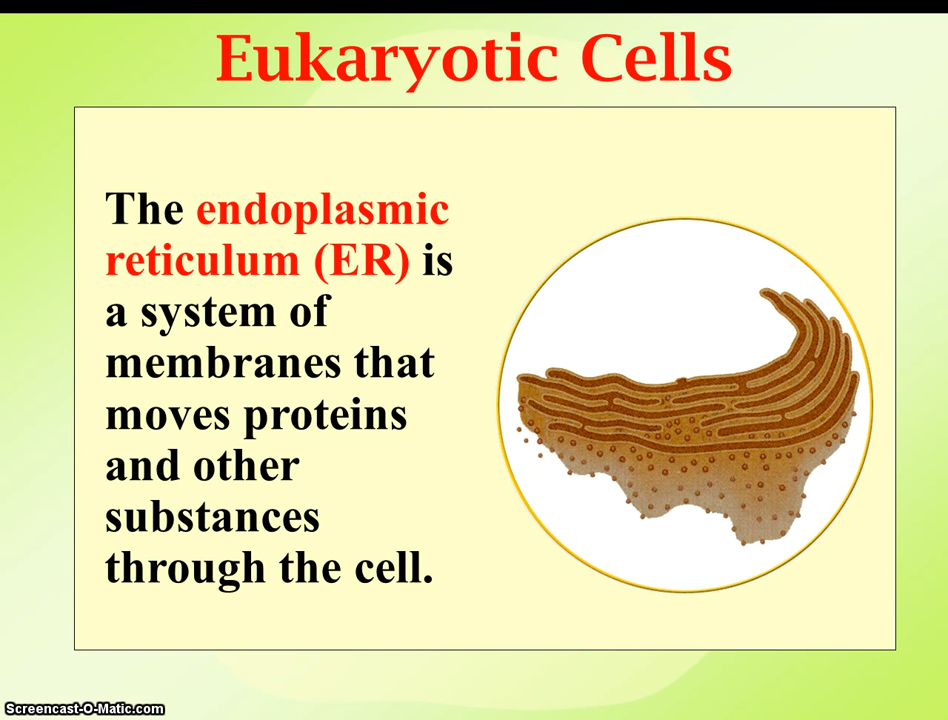 Eukaryotic Cells
The endoplasmic
reticulum (ER) is
a system of
membranes that
moves proteins
and other
substances
through the cell.
Screencast-O-Matic.com